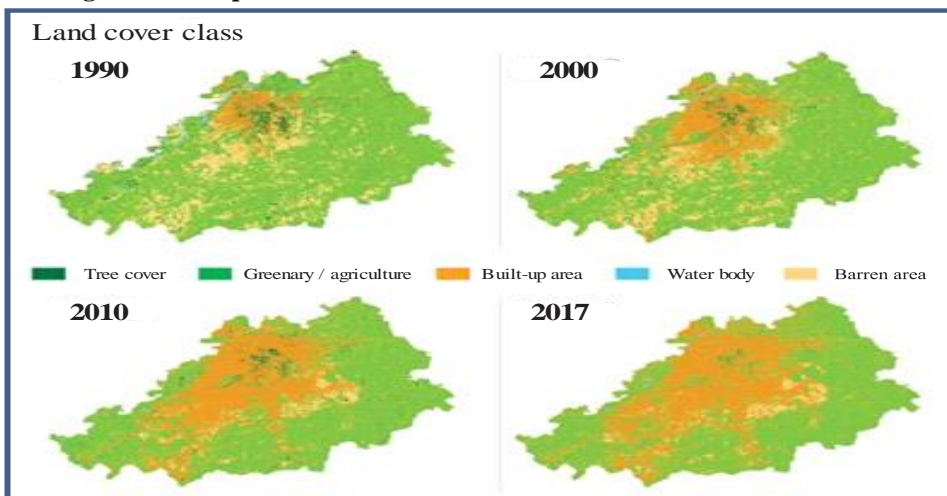 Land cover class
1990
2000
Tree cover
Greenary / agriculture
Built-up area
Water body
Barren area
2010
2017